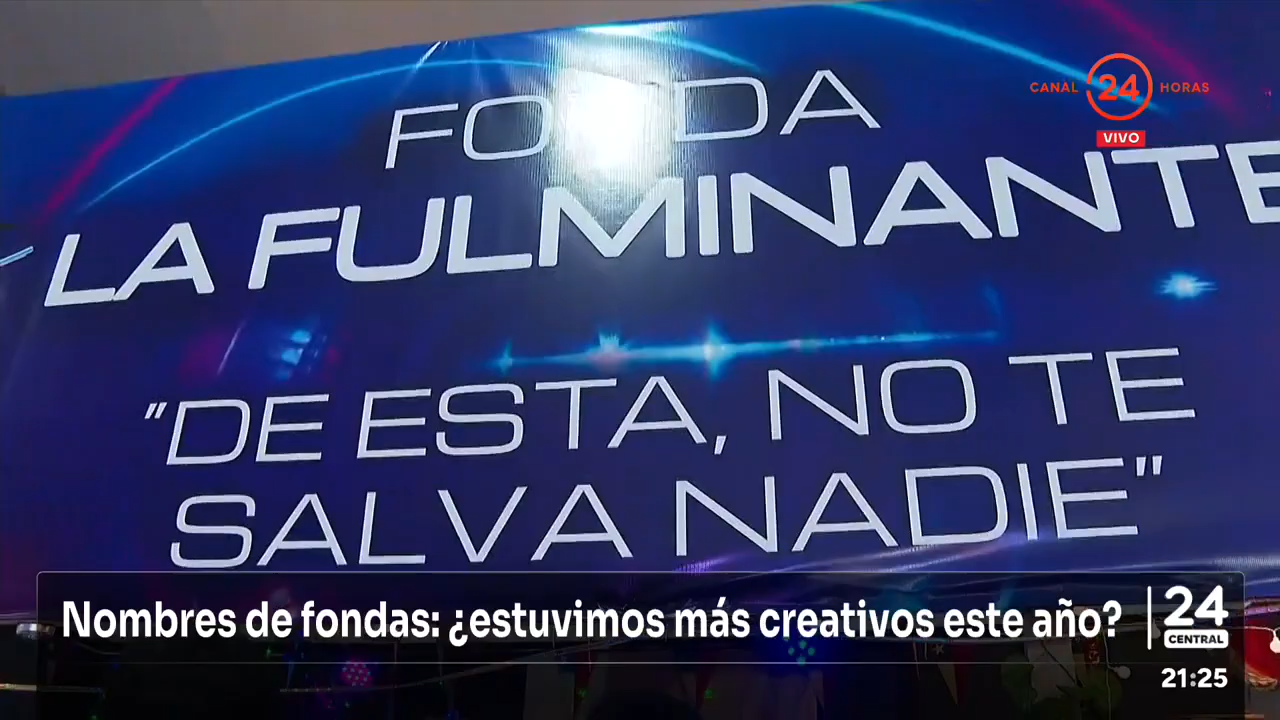 FONDA
CANAL 24 HORAS
VIVO
LA FULMINANTE
"DE ESTA, NO TE
SALVA NADIE"
Nombres de fondas: ¿estuvimos más creativos este año?
24
CENTRAL
21:25